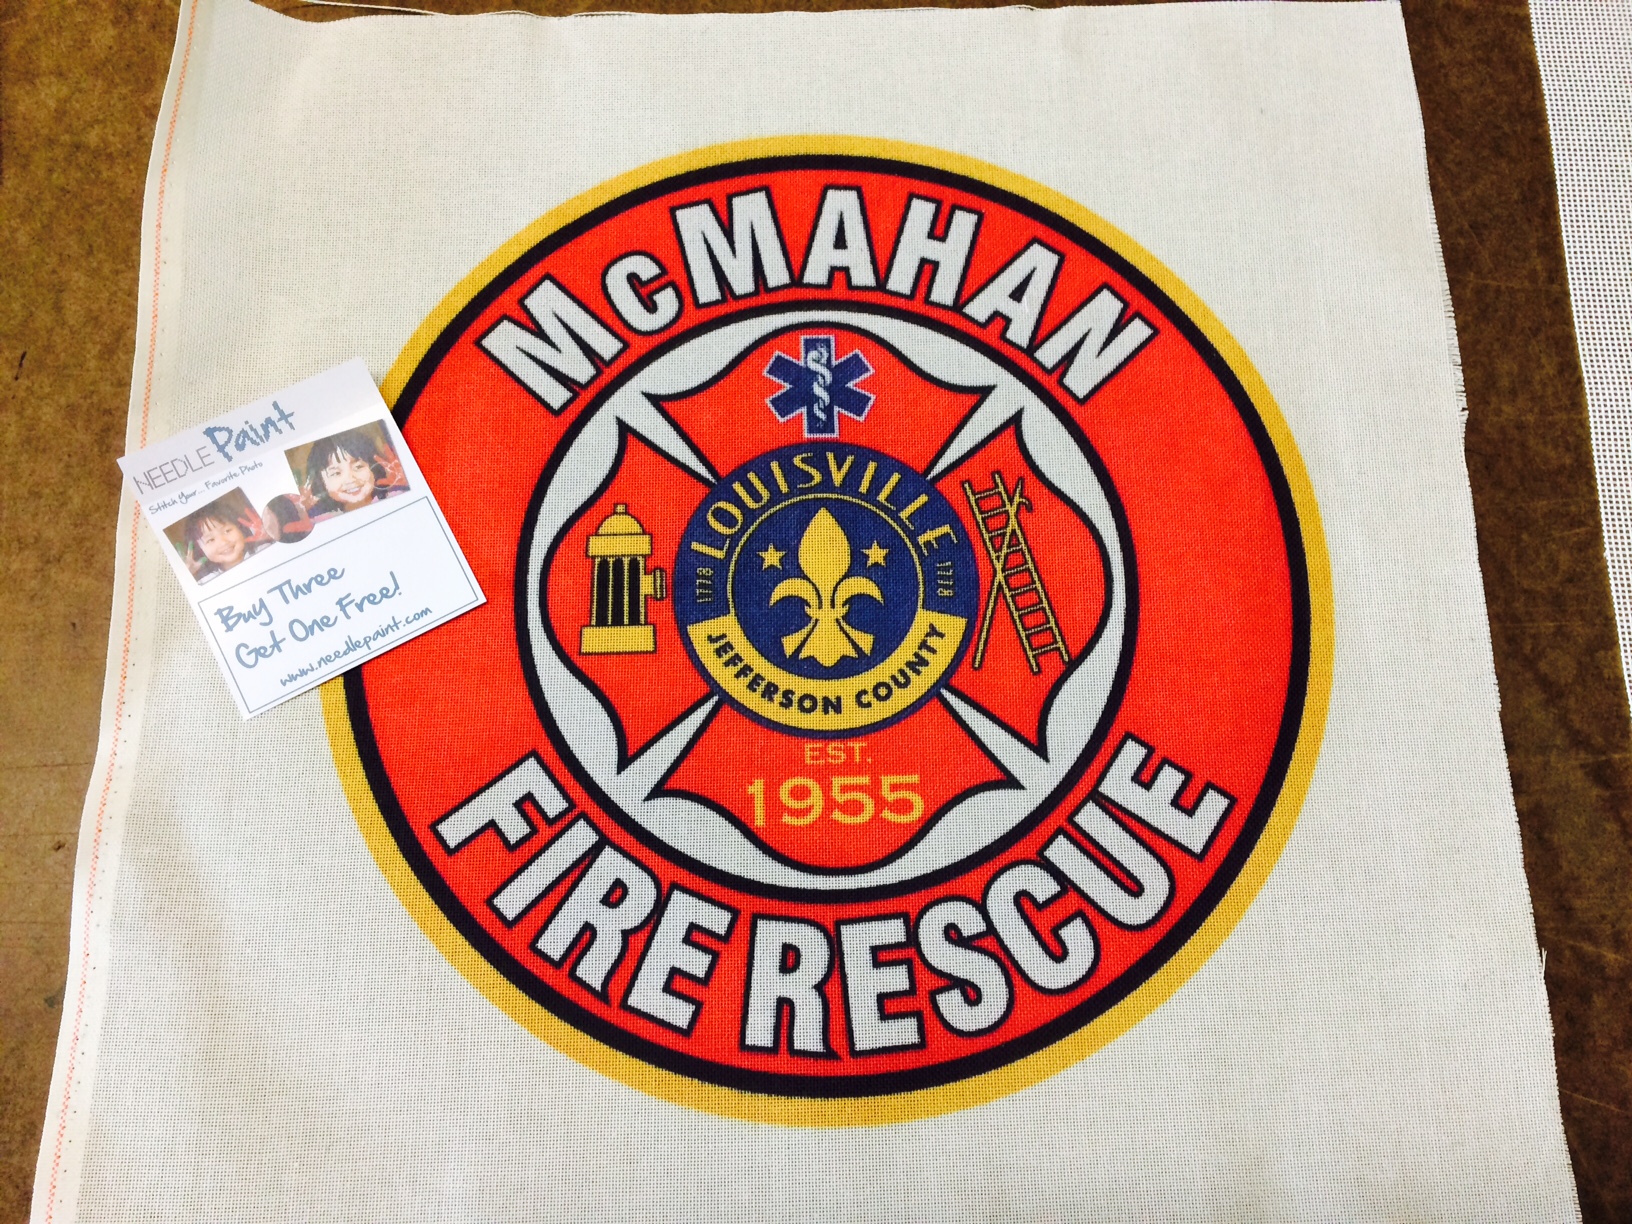 McMAHAN
LOUISVILLE
1778
1778
JEFFERSON COUNTY
EST.
1955
FIRE RESCUE
NEEDLE Paint
Stitch Your... Favorite Photo
Buy Three
Get One Free!
www.needlepaint.com